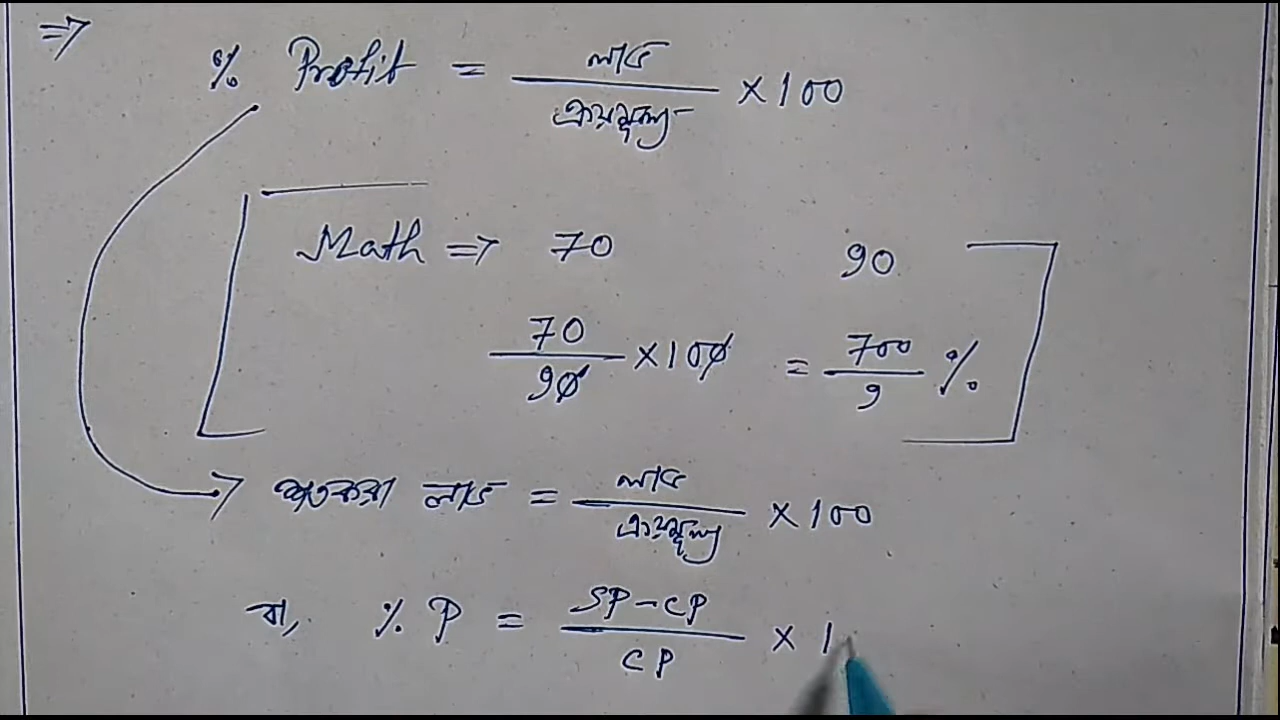 ⇒
% Profit = লাভ / ক্রয়মূল্য × 100
Math ⇒ 70 90
70 / 90 × 100 = 700 / 9 %
→ শতকরা লাভ = লাভ / ক্রয়মূল্য × 100
বা, % P = SP - CP / CP × 1